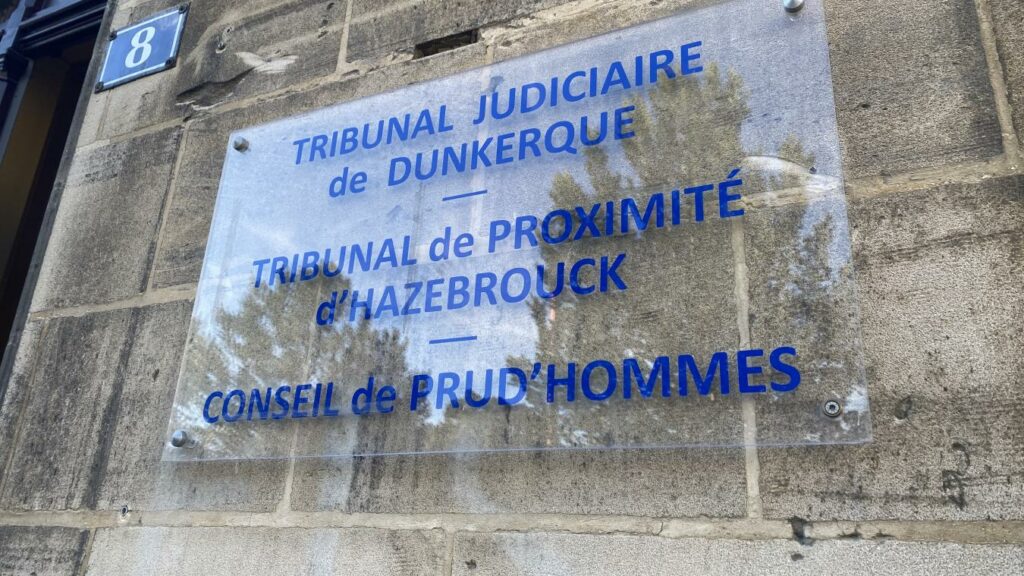 8
TRIBUNAL JUDICIAIRE
de DUNKERQUE
TRIBUNAL de PROXIMITÉ
d'HAZEBROUCK
CONSEIL de PRUD'HOMMES